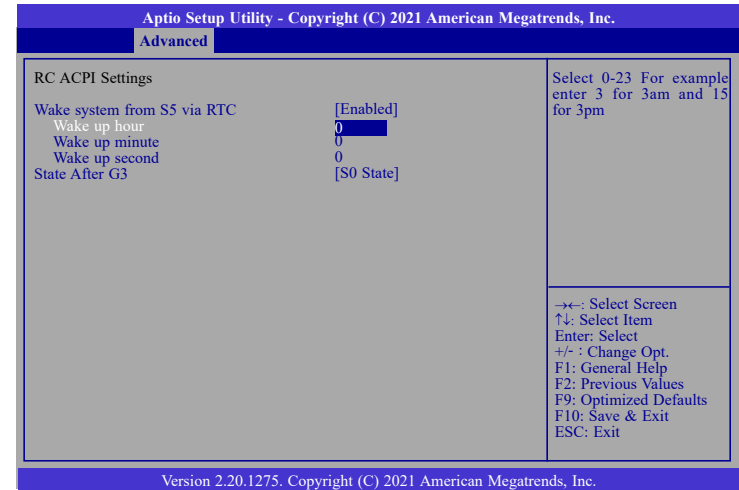 Aptio Setup Utility - Copyright (C) 2021 American Megatrends, Inc.
Advanced
RC ACPI Settings
Wake system from S5 via RTC [Enabled]
Wake up hour 0
Wake up minute 0
Wake up second 0
State After G3 [S0 State]
Select 0-23 For example
enter 3 for 3am and 15
for 3pm
→←: Select Screen
↑↓: Select Item
Enter: Select
+/- : Change Opt.
F1: General Help
F2: Previous Values
F9: Optimized Defaults
F10: Save & Exit
ESC: Exit
Version 2.20.1275. Copyright (C) 2021 American Megatrends, Inc.